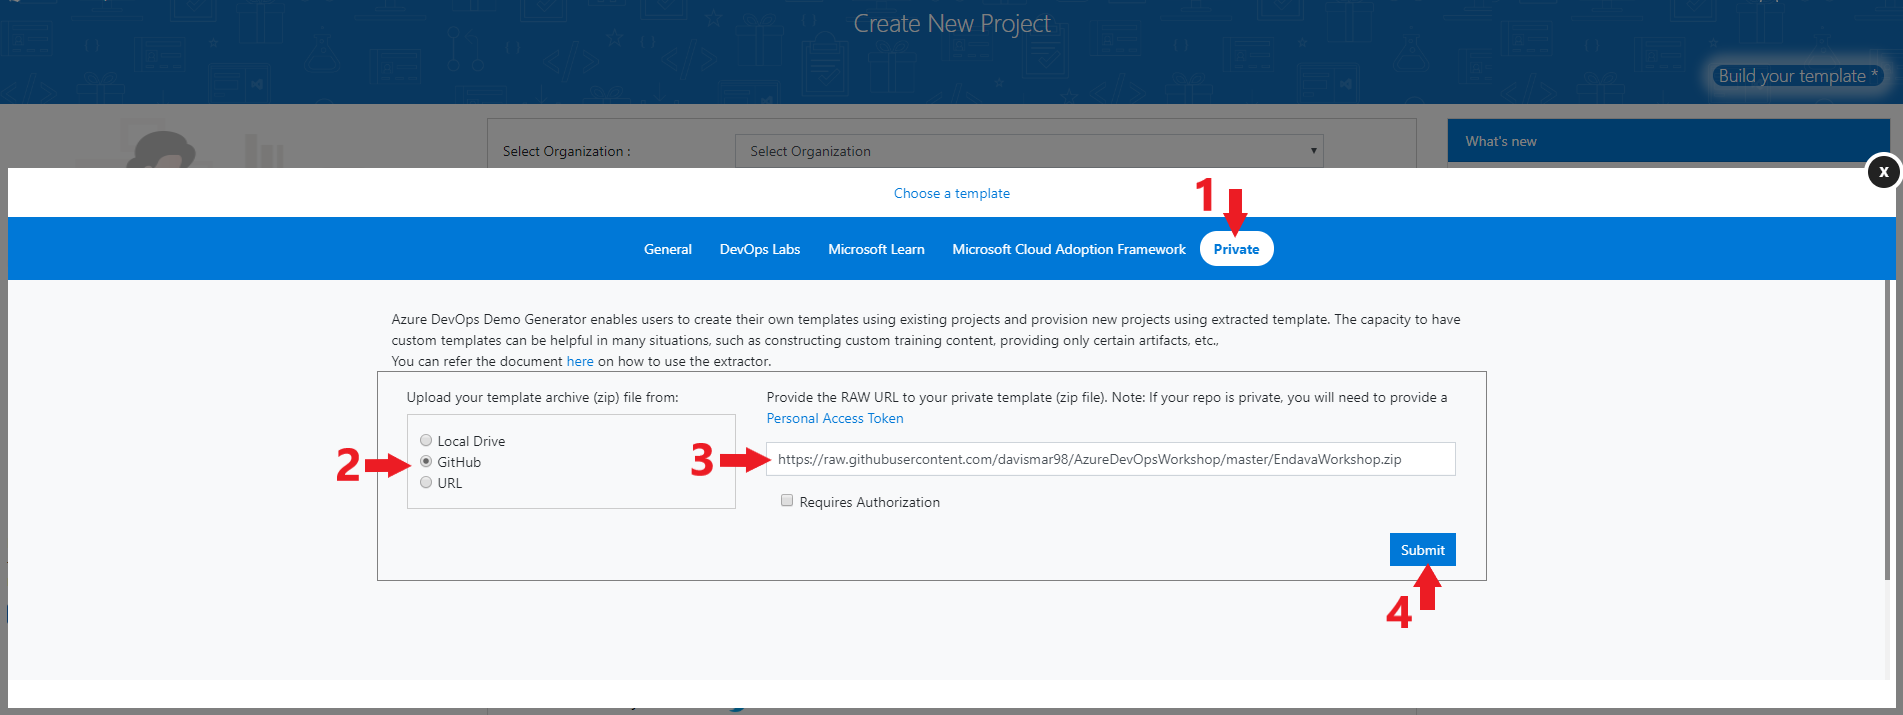 Create New Project
Build your template *
Select Organization :
Select Organization
What's new
x
Choose a template
1
General
DevOps Labs
Microsoft Learn
Microsoft Cloud Adoption Framework
Private
Azure DevOps Demo Generator enables users to create their own templates using existing projects and provision new projects using extracted template. The capacity to have
custom templates can be helpful in many situations, such as constructing custom training content, providing only certain artifacts, etc.,
You can refer the document here on how to use the extractor.
Upload your template archive (zip) file from:
Local Drive
2
GitHub
URL
Provide the RAW URL to your private template (zip file). Note: If your repo is private, you will need to provide a
Personal Access Token
3
https://raw.githubusercontent.com/davismar98/AzureDevOpsWorkshop/master/EndavaWorkshop.zip
Requires Authorization
Submit
4